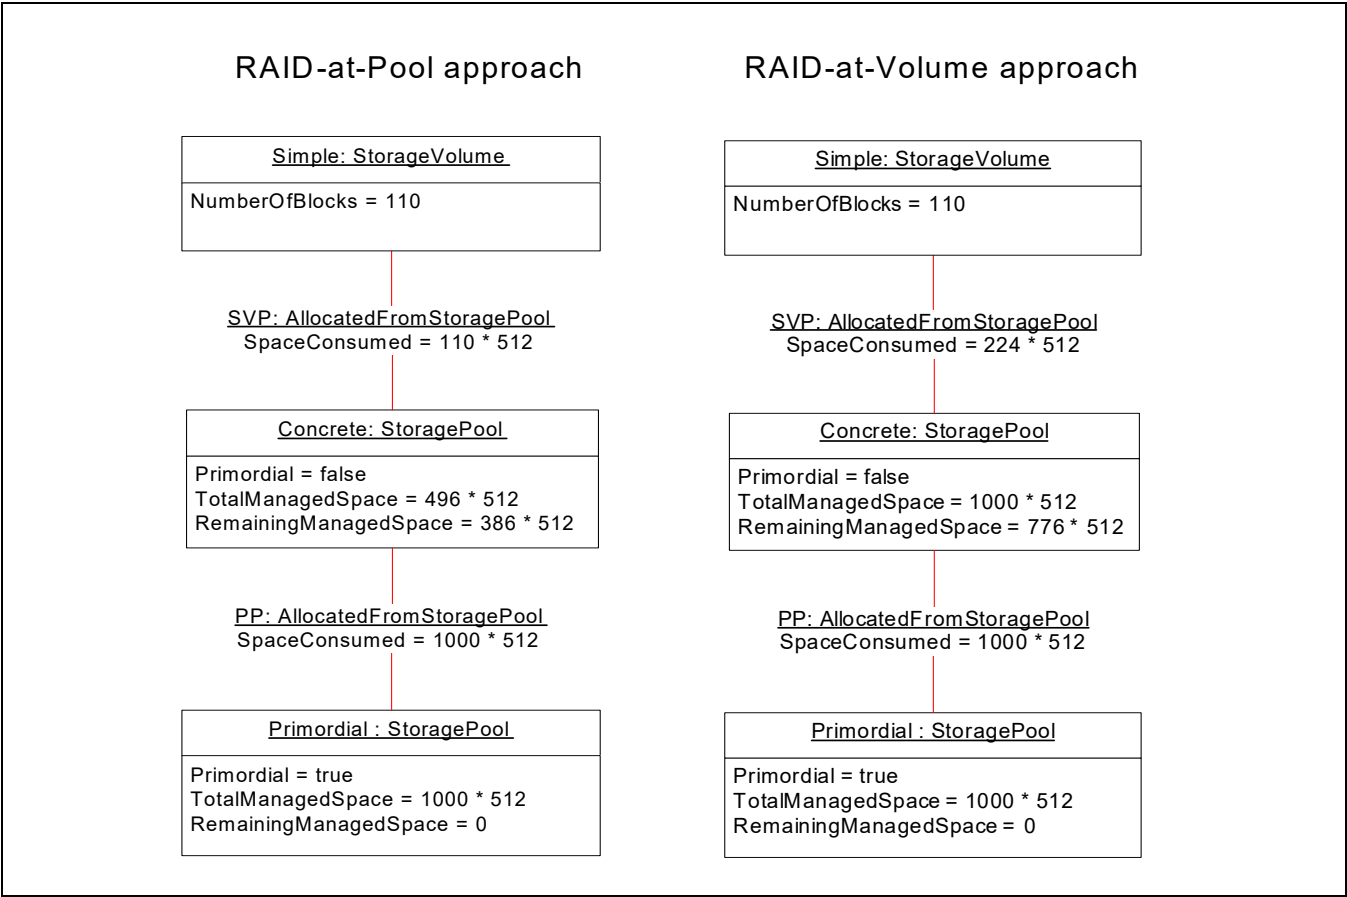 RAID-at-Pool approach
Simple: StorageVolume
NumberOfBlocks = 110
SVP: AllocatedFromStoragePool
SpaceConsumed = 110 * 512
Concrete: StoragePool
Primordial = false
TotalManagedSpace = 496 * 512
RemainingManagedSpace = 386 * 512
PP: AllocatedFromStoragePool
SpaceConsumed = 1000 * 512
Primordial : StoragePool
Primordial = true
TotalManagedSpace = 1000 * 512
RemainingManagedSpace = 0
RAID-at-Volume approach
Simple: StorageVolume
NumberOfBlocks = 110
SVP: AllocatedFromStoragePool
SpaceConsumed = 224 * 512
Concrete: StoragePool
Primordial = false
TotalManagedSpace = 1000 * 512
RemainingManagedSpace = 776 * 512
PP: AllocatedFromStoragePool
SpaceConsumed = 1000 * 512
Primordial : StoragePool
Primordial = true
TotalManagedSpace = 1000 * 512
RemainingManagedSpace = 0